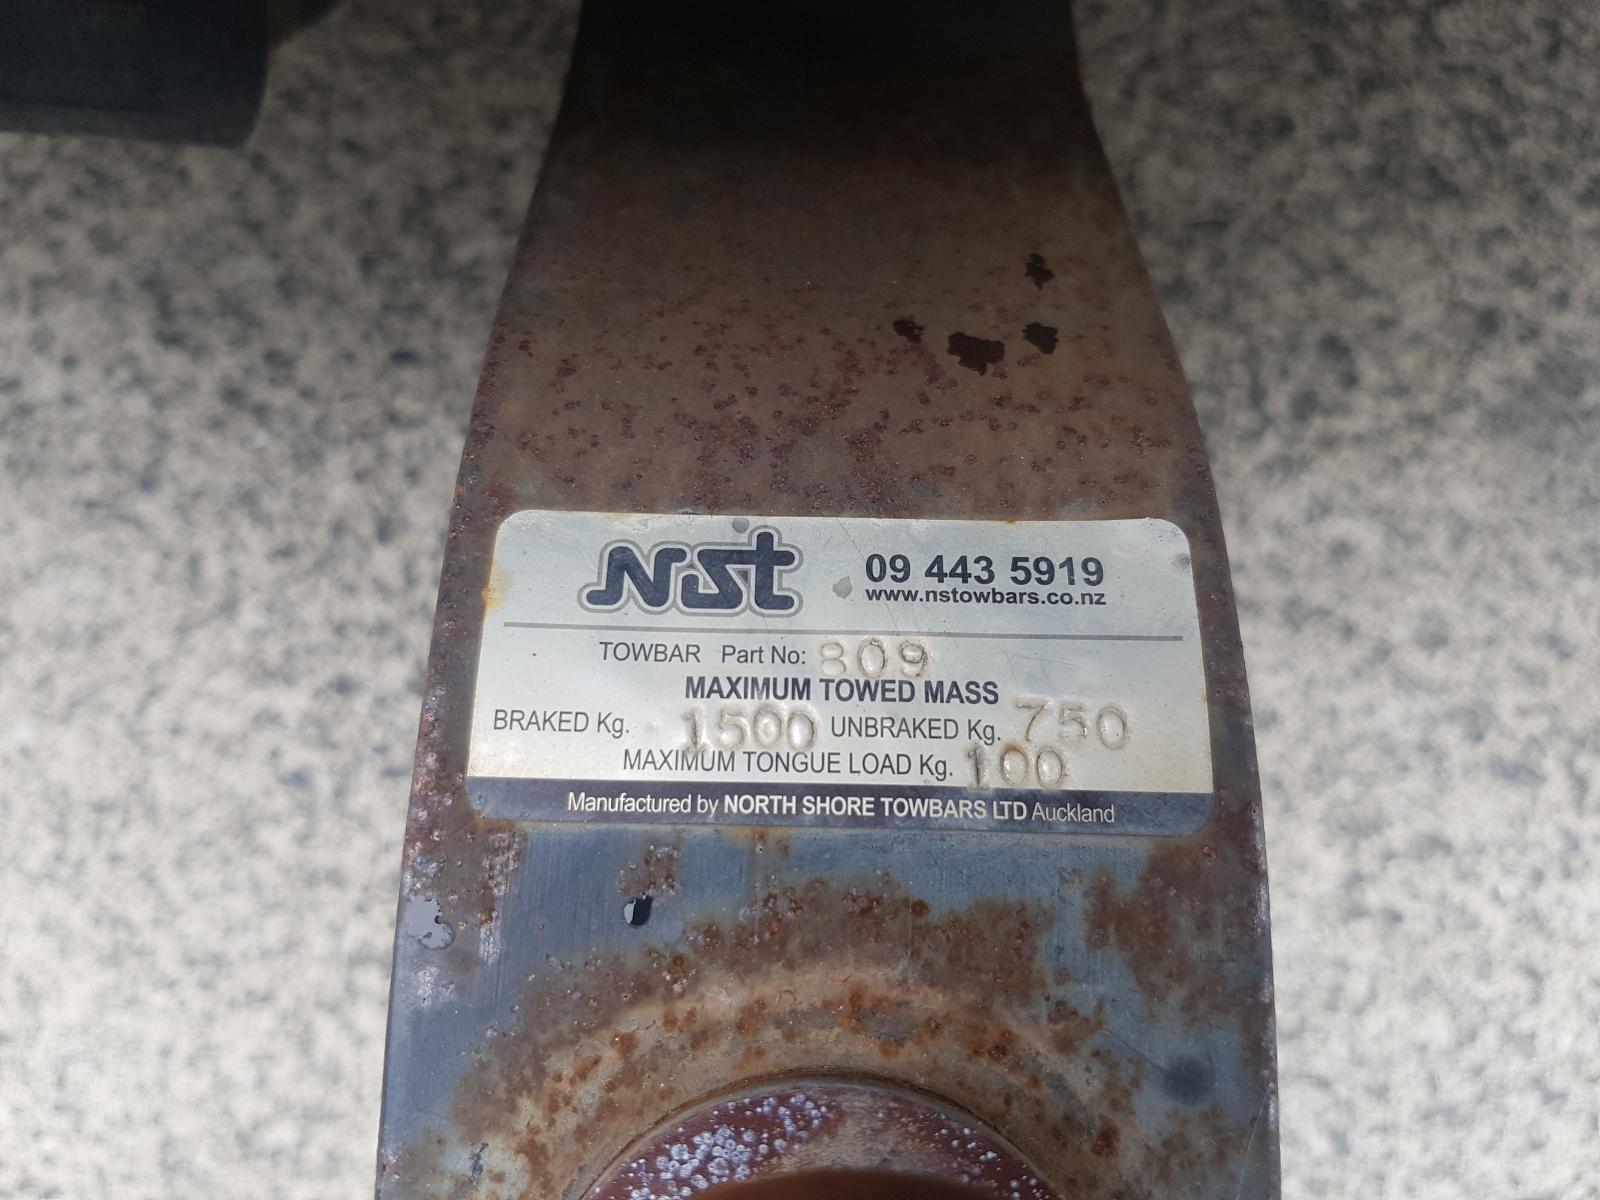 NSt 09 443 5919
www.nstowbars.co.nz
TOWBAR Part No: 809
MAXIMUM TOWED MASS
BRAKED Kg. 1500 UNBRAKED Kg. 750
MAXIMUM TONGUE LOAD Kg. 100
Manufactured by NORTH SHORE TOWBARS LTD Auckland